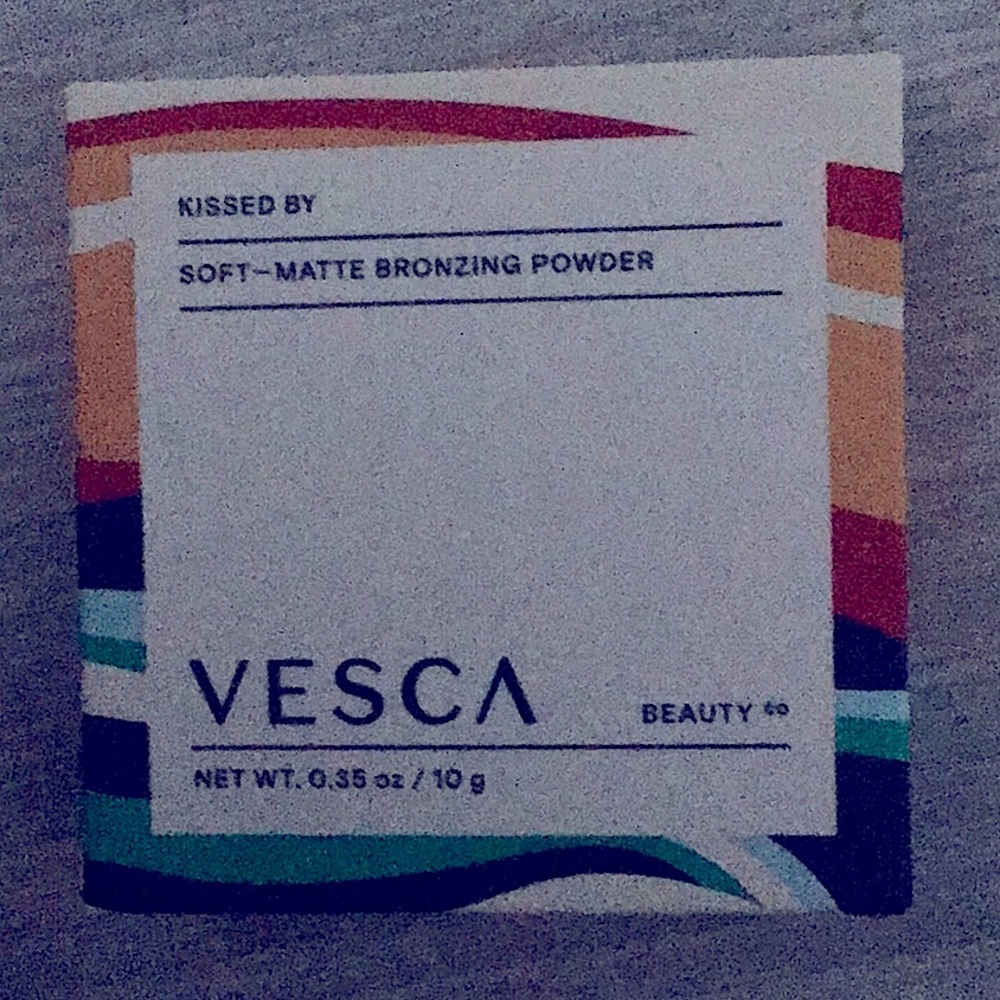 KISSED BY
SOFT-MATTE BRONZING POWDER
VESCA
BEAUTY co
NET WT. 0.35 oz / 10 g